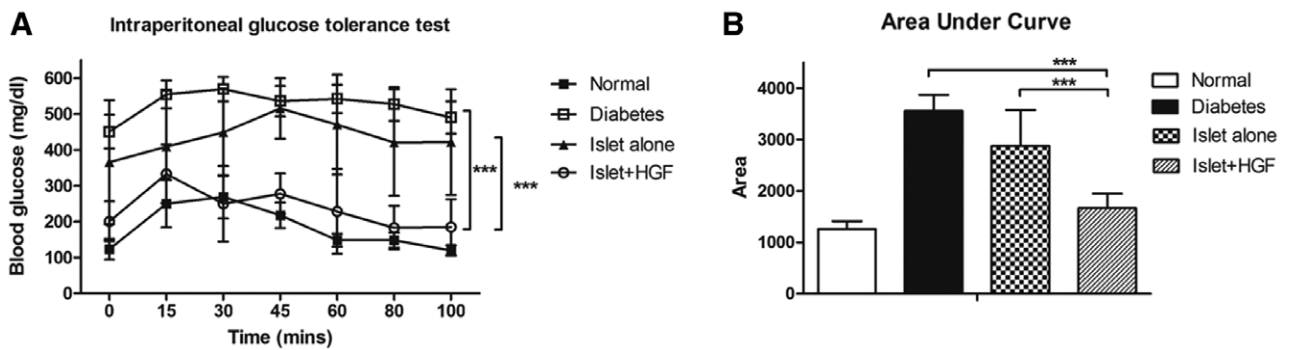 A
Intraperitoneal glucose tolerance test
Blood glucose (mg/dl)
600
500
400
300
200
100
0
0 15 30 45 60 80 100
Time (mins)
Normal
Diabetes
Islet alone
Islet+HGF
***
***
B
Area Under Curve
Area
4000
3000
2000
1000
0
***
***
Normal
Diabetes
Islet alone
Islet+HGF